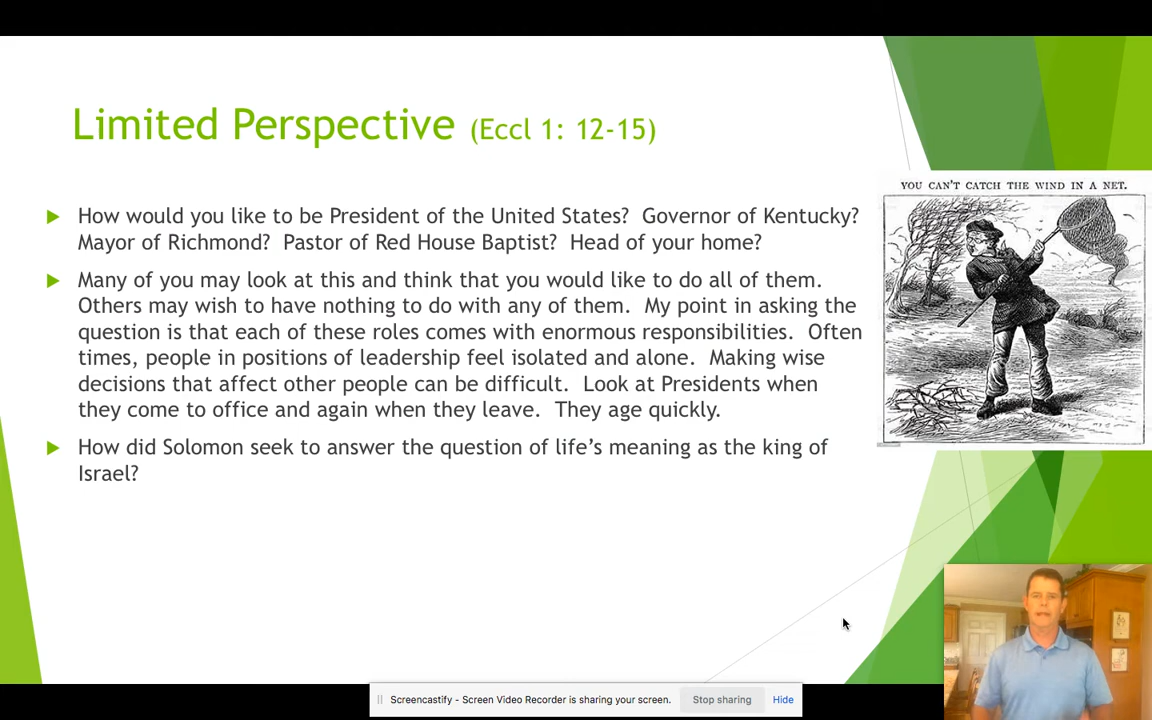 Limited Perspective (Eccl 1: 12-15)
YOU CAN'T CATCH THE WIND IN A NET.
How would you like to be President of the United States? Governor of Kentucky?
Mayor of Richmond? Pastor of Red House Baptist? Head of your home?
Many of you may look at this and think that you would like to do all of them.
Others may wish to have nothing to do with any of them. My point in asking the
question is that each of these roles comes with enormous responsibilities. Often
times, people in positions of leadership feel isolated and alone. Making wise
decisions that affect other people can be difficult. Look at Presidents when
they come to office and again when they leave. They age quickly.
How did Solomon seek to answer the question of life's meaning as the king of
Israel?
Screencastify - Screen Video Recorder is sharing your screen. Stop sharing Hide